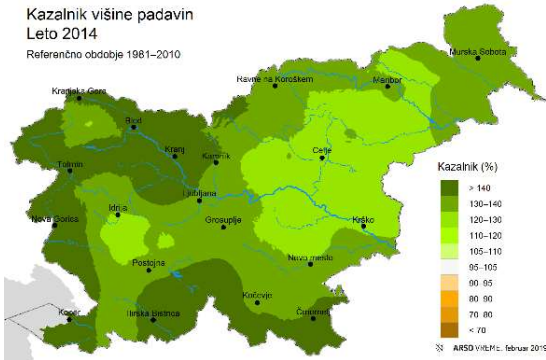 Kazalnik višine padavin
Leto 2014
Referenčno obdobje 1981–2010
Murska Sobota
Ravne na Koroškem
Maribor
Kranjska Gora
Bled
Kranj
Kamnik
Celje
Tolmin
Ljubljana
Idrija
Nova Gorica
Grosuplje
Krško
Postojna
Novo mesto
Kočevje
Črnomelj
Koper
Ilirska Bistrica
Kazalnik (%)
> 140
130–140
120–130
110–120
105–110
95–105
90–95
80–90
70–80
< 70
ARSO VREME, februar 2019